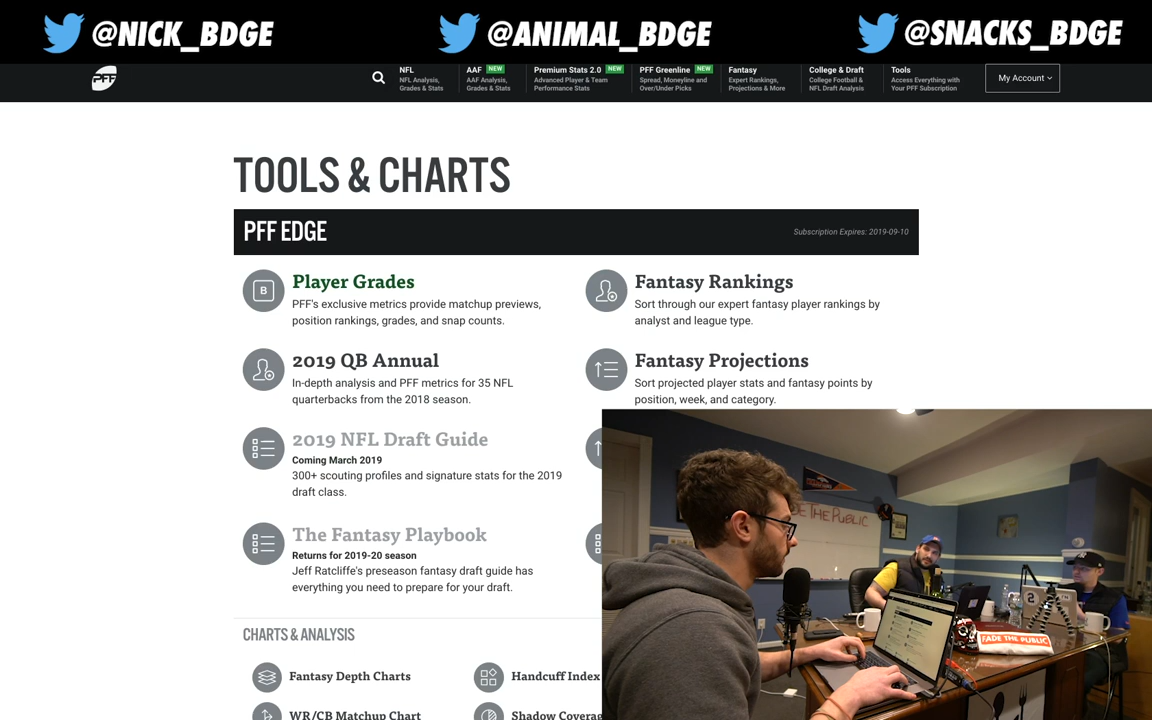 @NICK_BDGE
@ANIMAL_BDGE
@SNACKS_BDGE
PFF
NFL
NFL Analysis,
Grades & Stats
AAF NEW
AAF Analysis,
Grades & Stats
Premium Stats 2.0 NEW
Advanced Player & Team
Performance Stats
PFF Greenline NEW
Spread, Moneyline and
Over/Under Picks
Fantasy
Expert Rankings,
Projections & More
College & Draft
College Football &
NFL Draft Analysis
Tools
Access Everything with
Your PFF Subscription
My Account
TOOLS & CHARTS
PFF EDGE
Subscription Expires: 2019-09-10
B
Player Grades
PFF's exclusive metrics provide matchup previews,
position rankings, grades, and snap counts.
Fantasy Rankings
Sort through our expert fantasy player rankings by
analyst and league type.
2019 QB Annual
In-depth analysis and PFF metrics for 35 NFL
quarterbacks from the 2018 season.
Fantasy Projections
Sort projected player stats and fantasy points by
position, week, and category.
2019 NFL Draft Guide
Coming March 2019
300+ scouting profiles and signature stats for the 2019
draft class.
The Fantasy Playbook
Returns for 2019-20 season
Jeff Ratcliffe's preseason fantasy draft guide has
everything you need to prepare for your draft.
CHARTS & ANALYSIS
Fantasy Depth Charts
Handcuff Index
WR/CB Matchup Chart
Shadow Coverag
DE THE PUBLIC
FADE THE PUBLIC